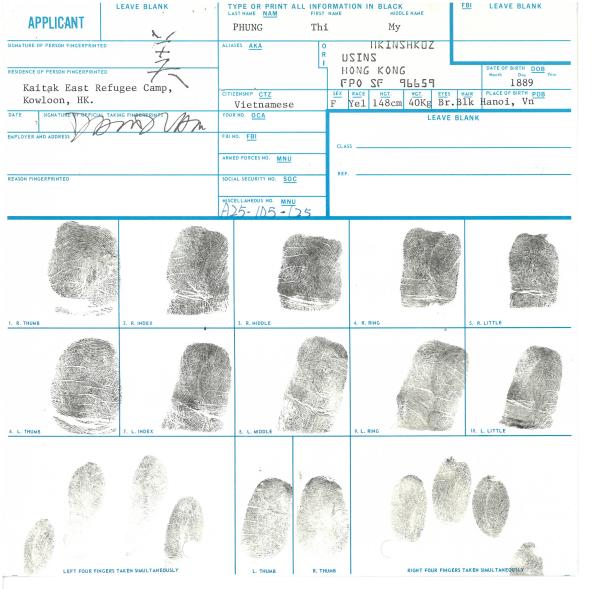 APPLICANT
LEAVE BLANK
TYPE OR PRINT ALL INFORMATION IN BLACK
LAST NAME NAM FIRST NAME MIDDLE NAME
PHUNG Thi My
FBI LEAVE BLANK
SIGNATURE OF PERSON FINGERPRINTED
ALIASES AKA
O
R
I
HKINSHK0Z
USINS
HONG KONG
FPO SF 96659
RESIDENCE OF PERSON FINGERPRINTED
Kaitak East Refugee Camp,
Kowloon, HK.
DATE OF BIRTH DOB
Month Day Year
1889
CITIZENSHIP CTZ
Vietnamese
SEX RACE HGT. WGT. EYES HAIR PLACE OF BIRTH POB
F Yel 148cm 40Kg Br. Blk Hanoi, Vn
DATE SIGNATURE OF OFFICIAL TAKING FINGERPRINTS
YOUR NO. OCA
LEAVE BLANK
EMPLOYER AND ADDRESS
FBI NO. FBI
CLASS
ARMED FORCES NO. MNU
REF.
REASON FINGERPRINTED
SOCIAL SECURITY NO. SOC
MISCELLANEOUS NO. MNU
A25-105-125
1. R. THUMB
2. R. INDEX
3. R. MIDDLE
4. R. RING
5. R. LITTLE
6. L. THUMB
7. L. INDEX
8. L. MIDDLE
9. L. RING
10. L. LITTLE
LEFT FOUR FINGERS TAKEN SIMULTANEOUSLY
L. THUMB
R. THUMB
RIGHT FOUR FINGERS TAKEN SIMULTANEOUSLY